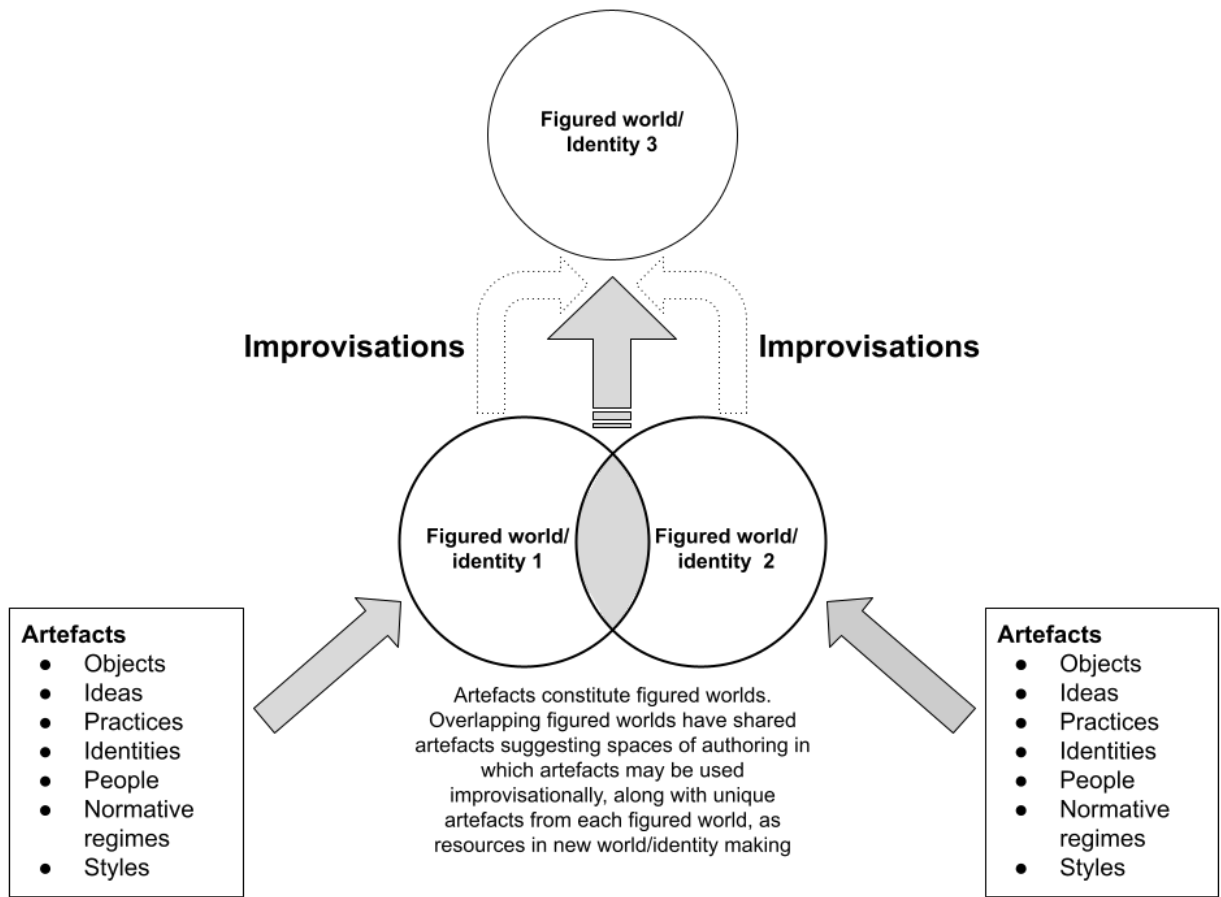 Figured world/
Identity 3
Improvisations
Improvisations
Figured world/
identity 1
Figured world/
identity 2
Artefacts
● Objects
● Ideas
● Practices
● Identities
● People
● Normative
regimes
● Styles
Artefacts constitute figured worlds.
Overlapping figured worlds have shared
artefacts suggesting spaces of authoring in
which artefacts may be used
improvisationally, along with unique
artefacts from each figured world, as
resources in new world/identity making
Artefacts
● Objects
● Ideas
● Practices
● Identities
● People
● Normative
regimes
● Styles